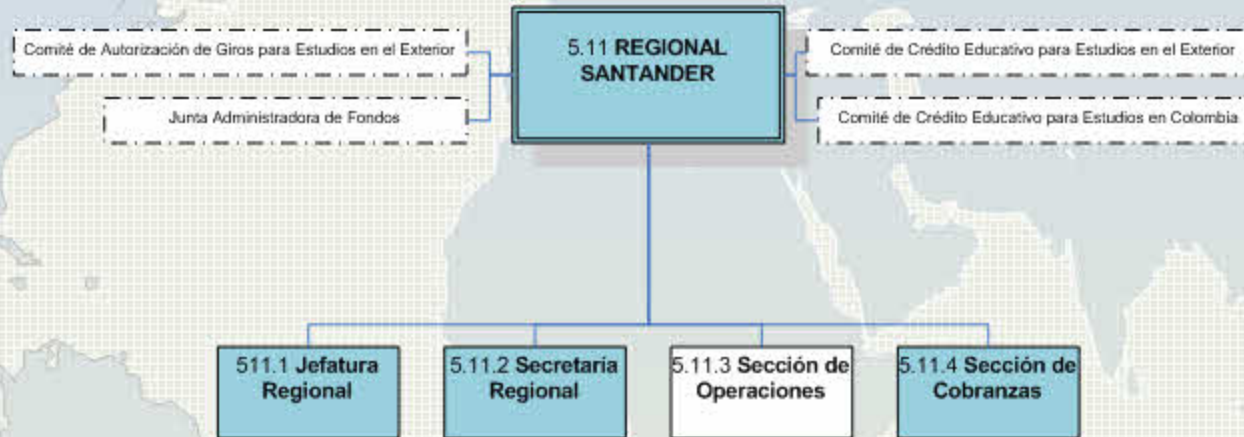 Comité de Autorización de Giros para Estudios en el Exterior
Junta Administradora de Fondos
5.11 REGIONAL
SANTANDER
Comité de Crédito Educativo para Estudios en el Exterior
Comité de Crédito Educativo para Estudios en Colombia
511.1 Jefatura
Regional
5.11.2 Secretaría
Regional
5.11.3 Sección de
Operaciones
5.11.4 Sección de
Cobranzas